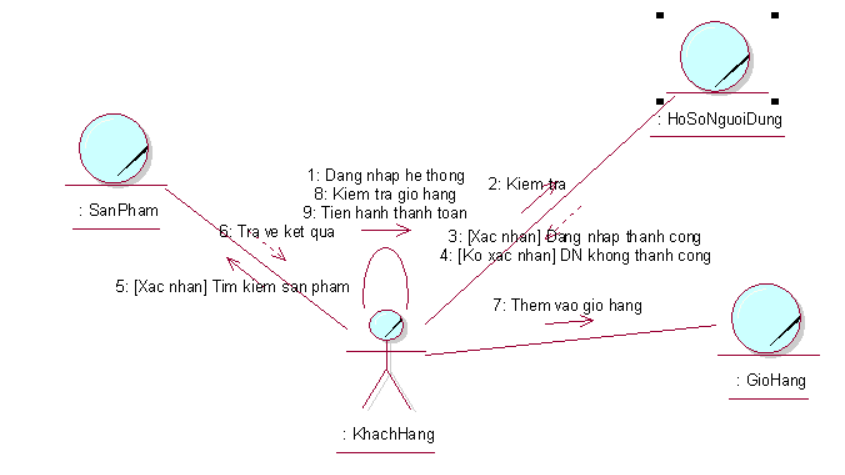 : HoSoNguoiDung
: SanPham
1: Dang nhap he thong
8: Kiem tra gio hang
9: Tien hanh thanh toan
2: Kiem tra
6: Tra ve ket qua
3: [Xac nhan] Dang nhap thanh cong
4: [Ko xac nhan] DN khong thanh cong
5: [Xac nhan] Tim kiem san pham
7: Them vao gio hang
: GioHang
: KhachHang